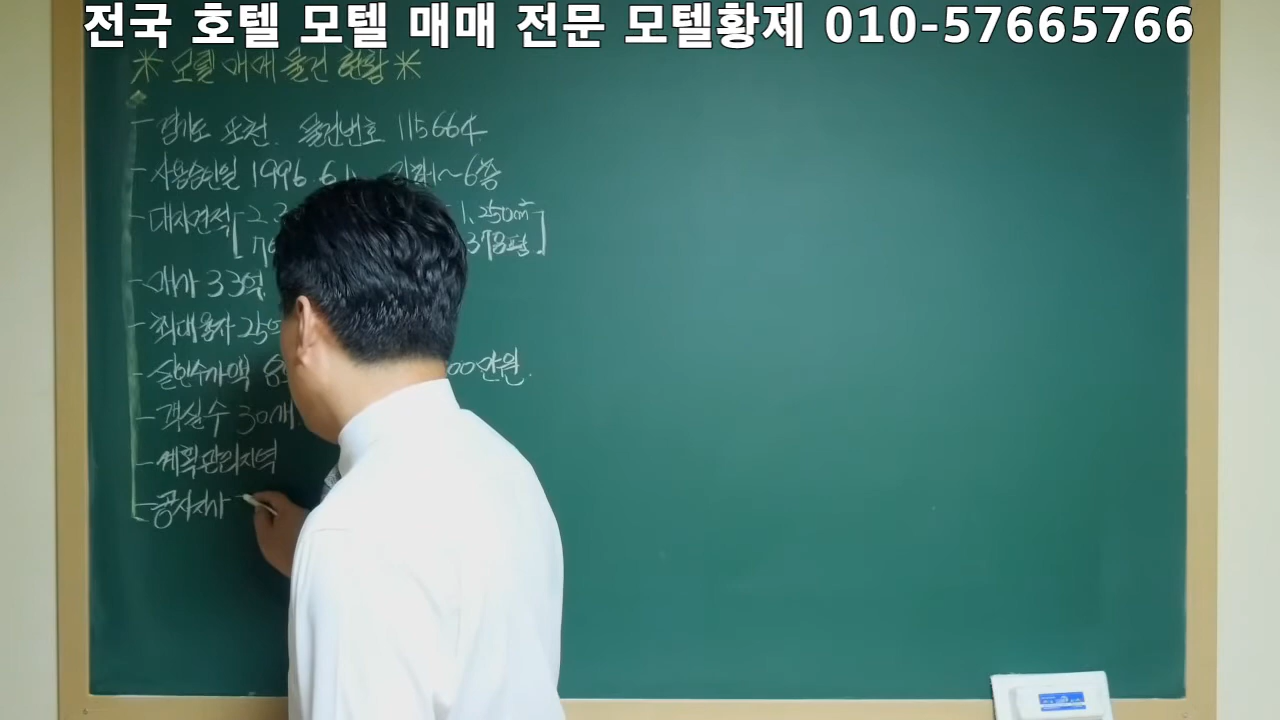 전국 호텔 모텔 매매 전문 모텔황제 010-57665766
※ 모텔 매매 물건 현황 ※
- 경기도 포천. 물건번호 115664.
- 사용승인일 1996. 6. 1~6층
- 대지면적 [ 2.3 1,250㎡ ]
378평 ]
- 매가 33억.
- 최대융자 25억
- 실인수가액 00만원.
- 객실수 30개.
- 계획관리지역
- 공시지가